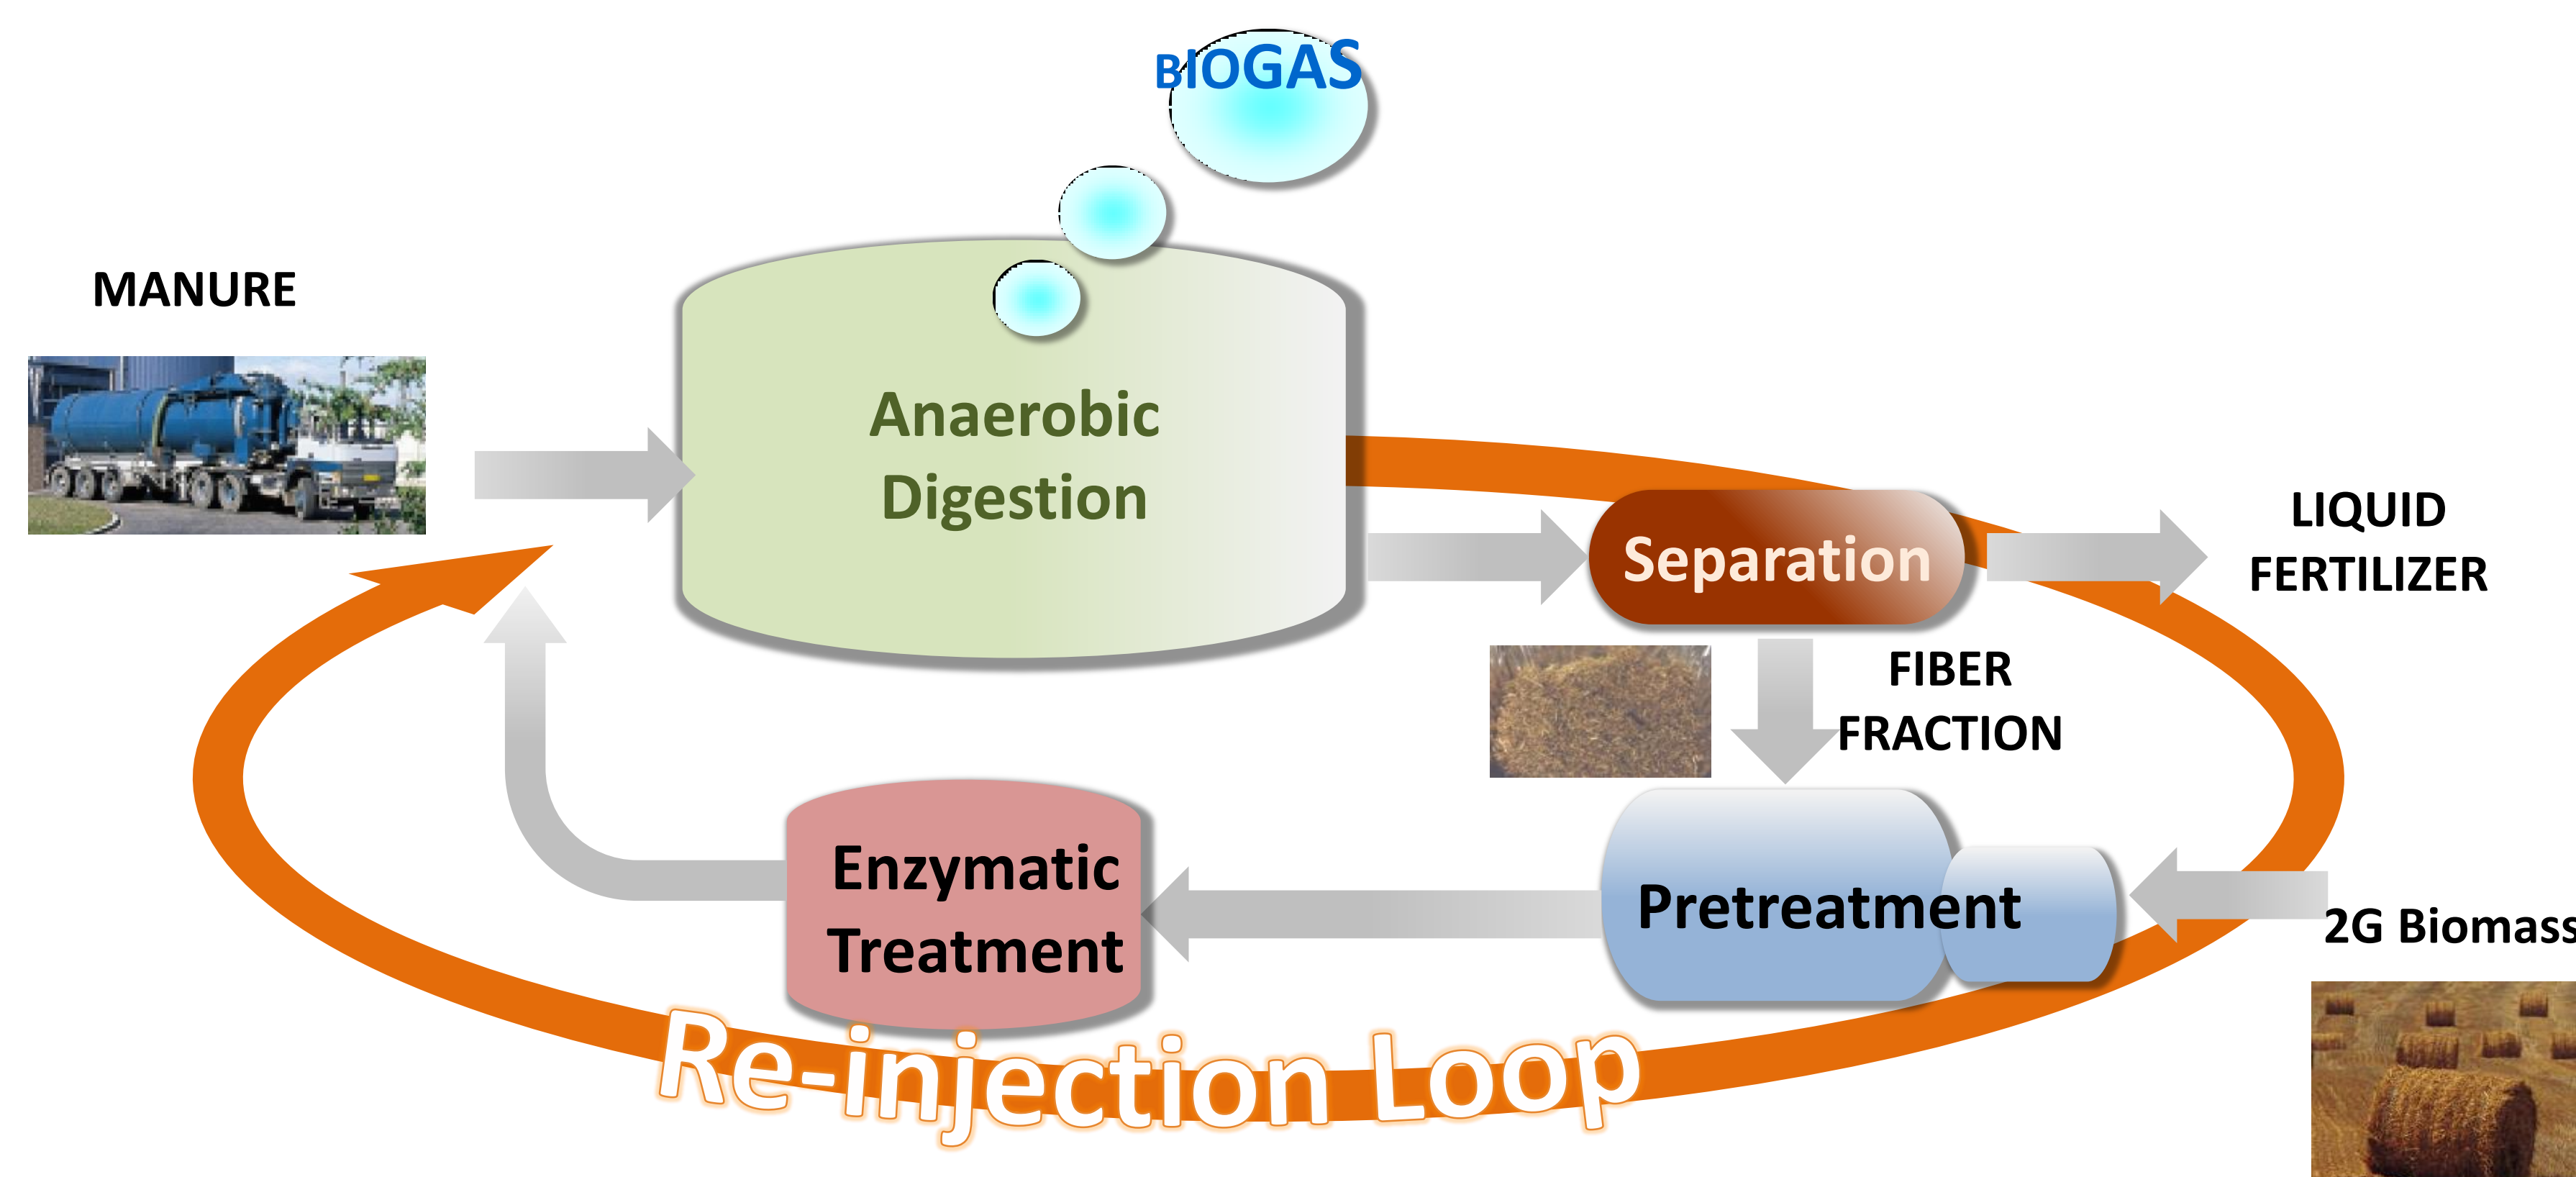 BIOGAS
MANURE
Anaerobic
Digestion
Separation
LIQUID
FERTILIZER
FIBER
FRACTION
Enzymatic
Treatment
Pretreatment
2G Biomass
Re-injection Loop